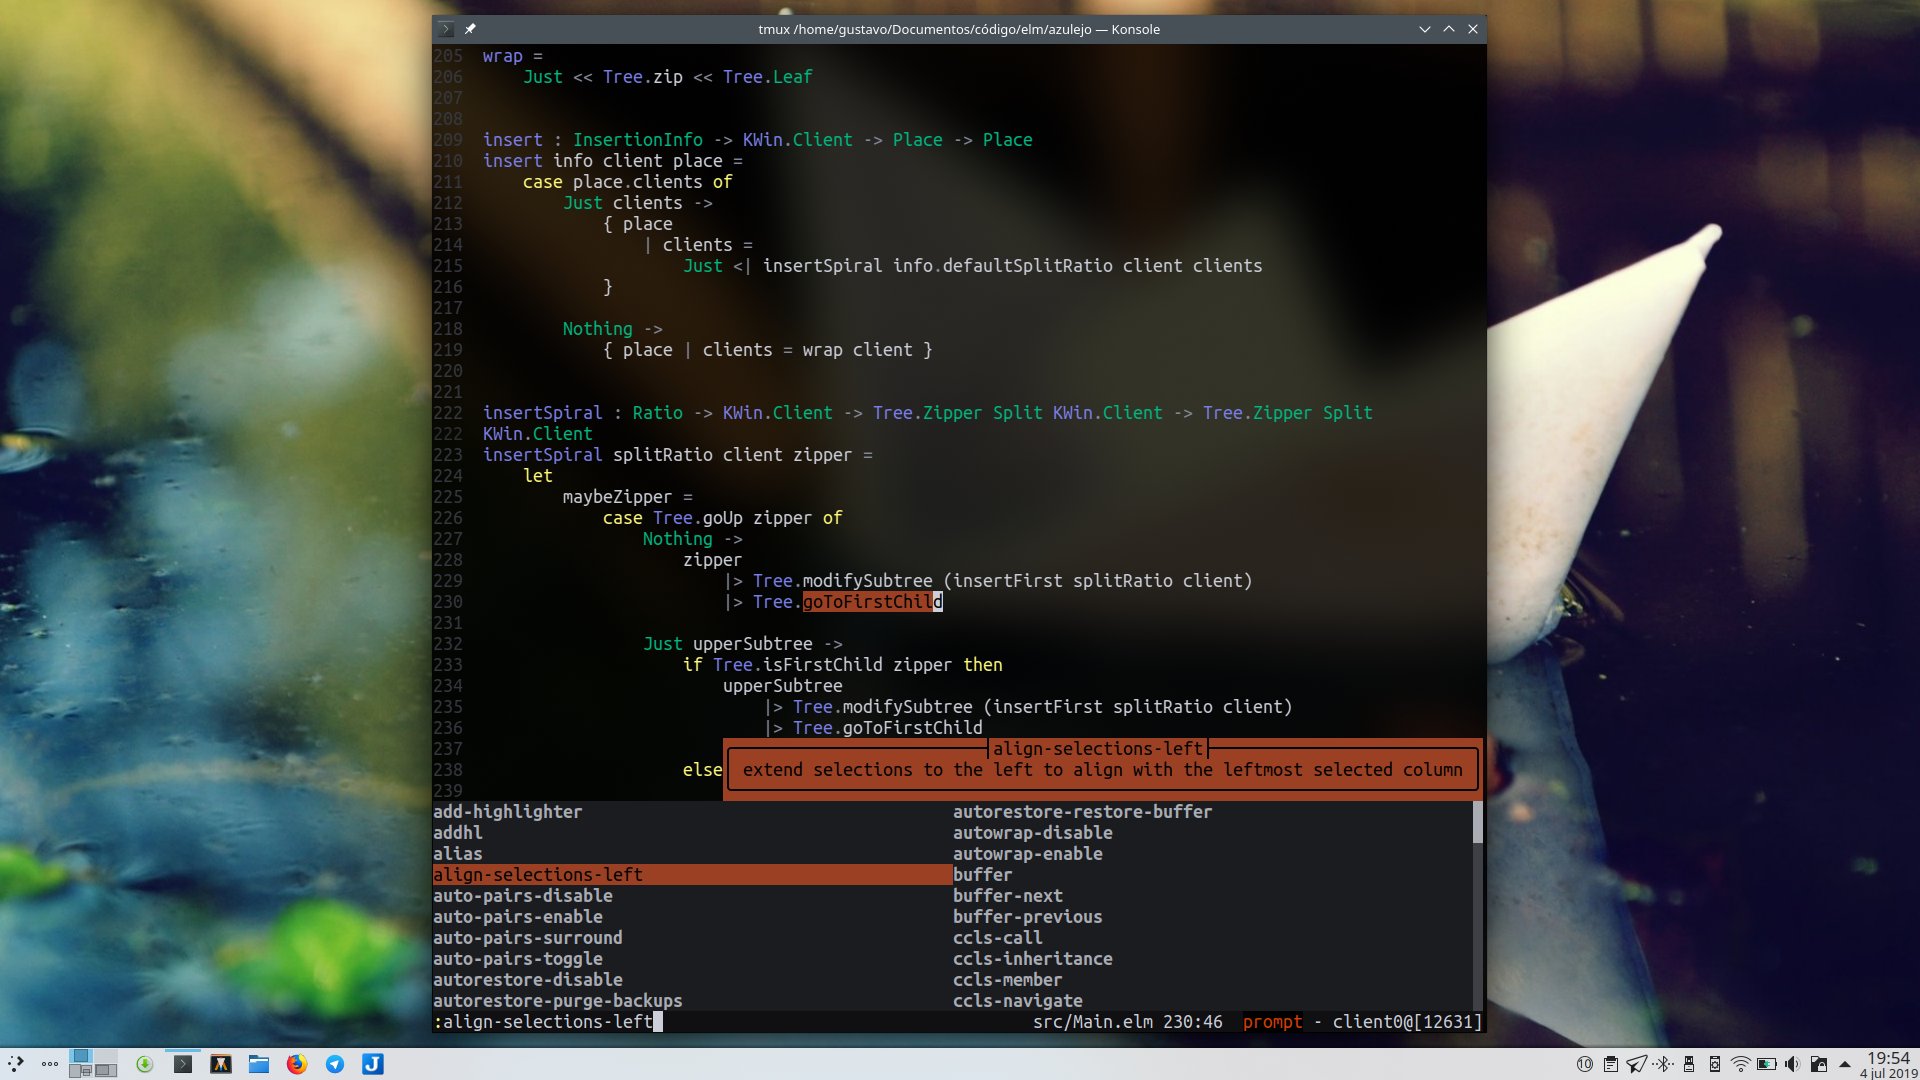 tmux /home/gustavo/Documentos/código/elm/azulejo — Konsole
205 wrap =
206 Just << Tree.zip << Tree.Leaf
207
208
209 insert : InsertionInfo -> KWin.Client -> Place -> Place
210 insert info client place =
211 case place.clients of
212 Just clients ->
213 { place
214 | clients =
215 Just <| insertSpiral info.defaultSplitRatio client clients
216 }
217
218 Nothing ->
219 { place | clients = wrap client }
220
221
222 insertSpiral : Ratio -> KWin.Client -> Tree.Zipper Split KWin.Client -> Tree.Zipper Split
222 KWin.Client
223 insertSpiral splitRatio client zipper =
224 let
225 maybeZipper =
226 case Tree.goUp zipper of
227 Nothing ->
228 zipper
229 |> Tree.modifySubtree (insertFirst splitRatio client)
230 |> Tree.goToFirstChild
231
232 Just upperSubtree ->
233 if Tree.isFirstChild zipper then
234 upperSubtree
235 |> Tree.modifySubtree (insertFirst splitRatio client)
236 |> Tree.goToFirstChild
237
238 else
239
align-selections-left
extend selections to the left to align with the leftmost selected column
add-highlighter
addhl
alias
align-selections-left
auto-pairs-disable
auto-pairs-enable
auto-pairs-surround
auto-pairs-toggle
autorestore-disable
autorestore-purge-backups
autorestore-restore-buffer
autowrap-disable
autowrap-enable
buffer
buffer-next
buffer-previous
ccls-call
ccls-inheritance
ccls-member
ccls-navigate
:align-selections-left
src/Main.elm 230:46 prompt - client0@[12631]
J
10
19:54
4 jul 2019